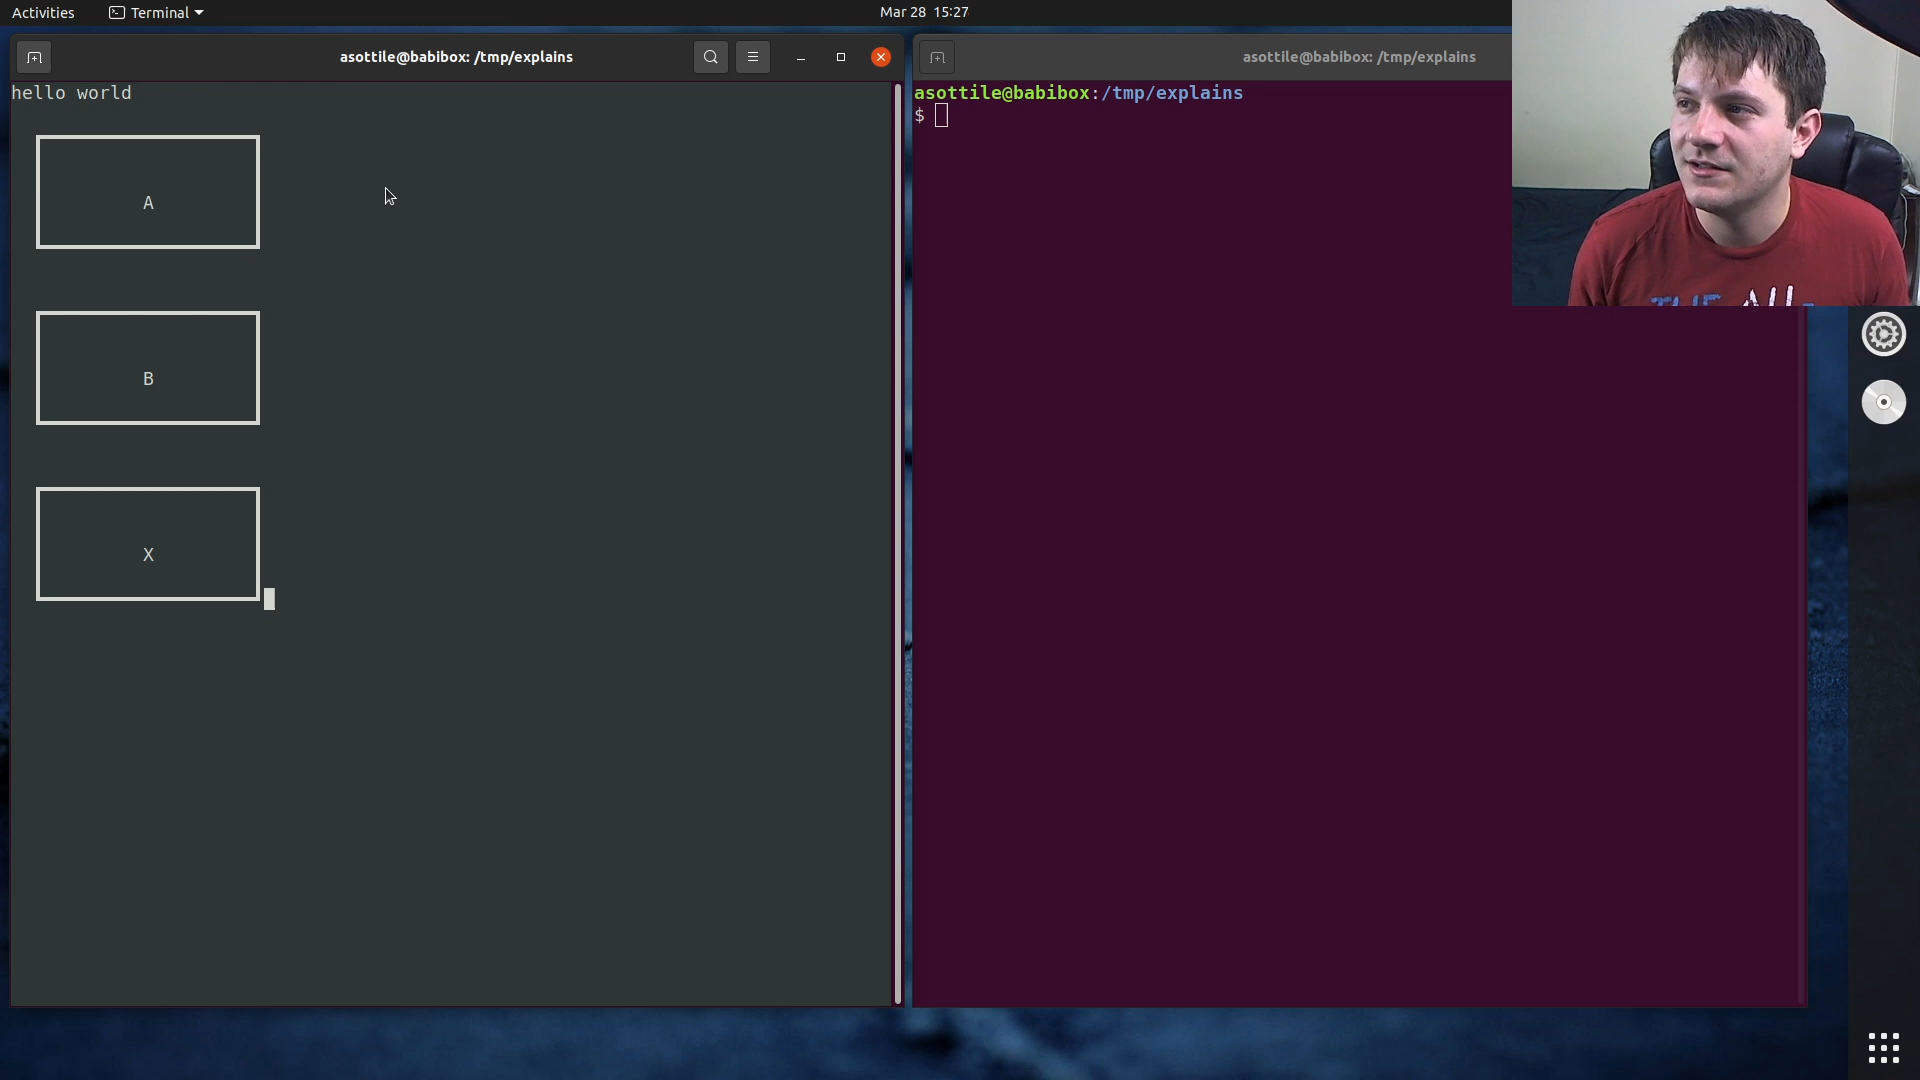 Activities
Terminal
Mar 28 15:27
asottile@babibox: /tmp/explains
asottile@babibox: /tmp/explains
hello world
A
B
X
asottile@babibox:/tmp/explains
$
THE